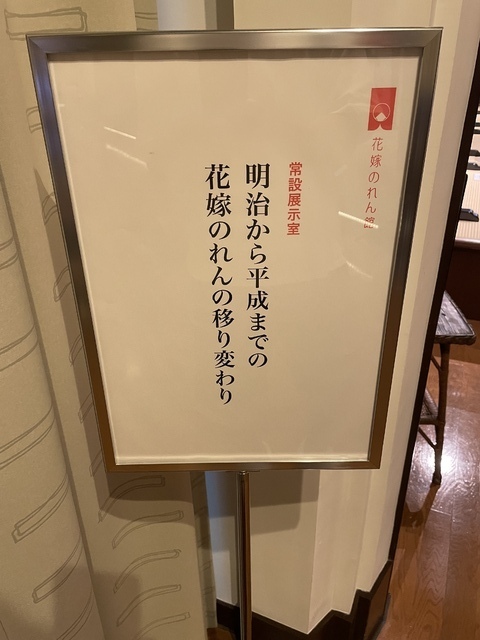 花嫁のれん館
常設展示室
明治から平成までの
花嫁のれんの移り変わり